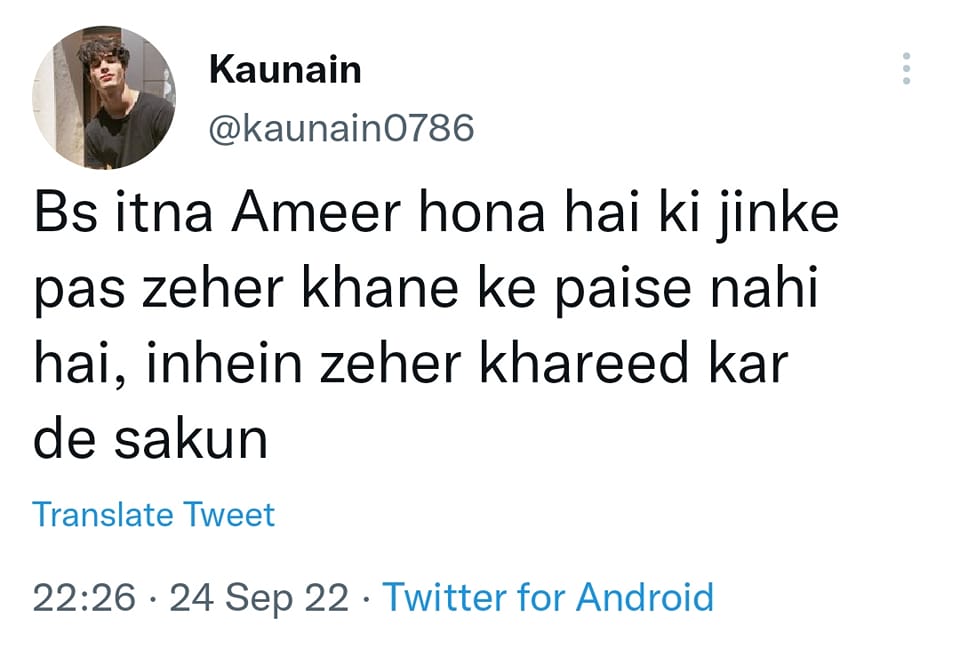 Kaunain
@kaunain0786
Bs itna Ameer hona hai ki jinke
pas zeher khane ke paise nahi
hai, inhein zeher khareed kar
de sakun
Translate Tweet
22:26 · 24 Sep 22 · Twitter for Android